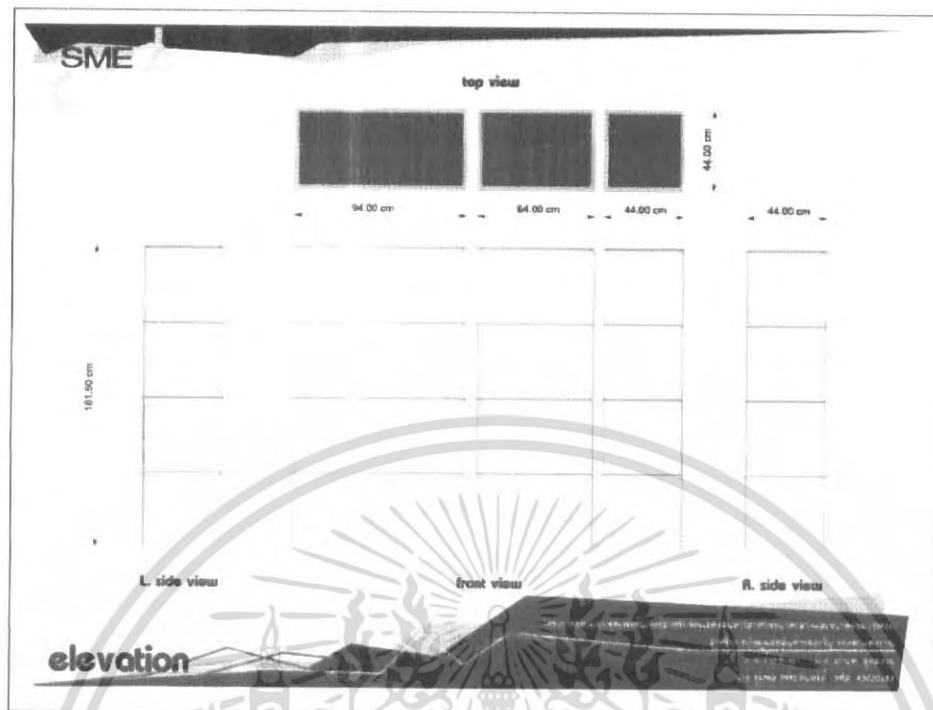 SME
top view
44.00 cm
94.00 cm
64.00 cm
44.00 cm
44.00 cm
181.50 cm
L. side view
front view
R. side view
elevation